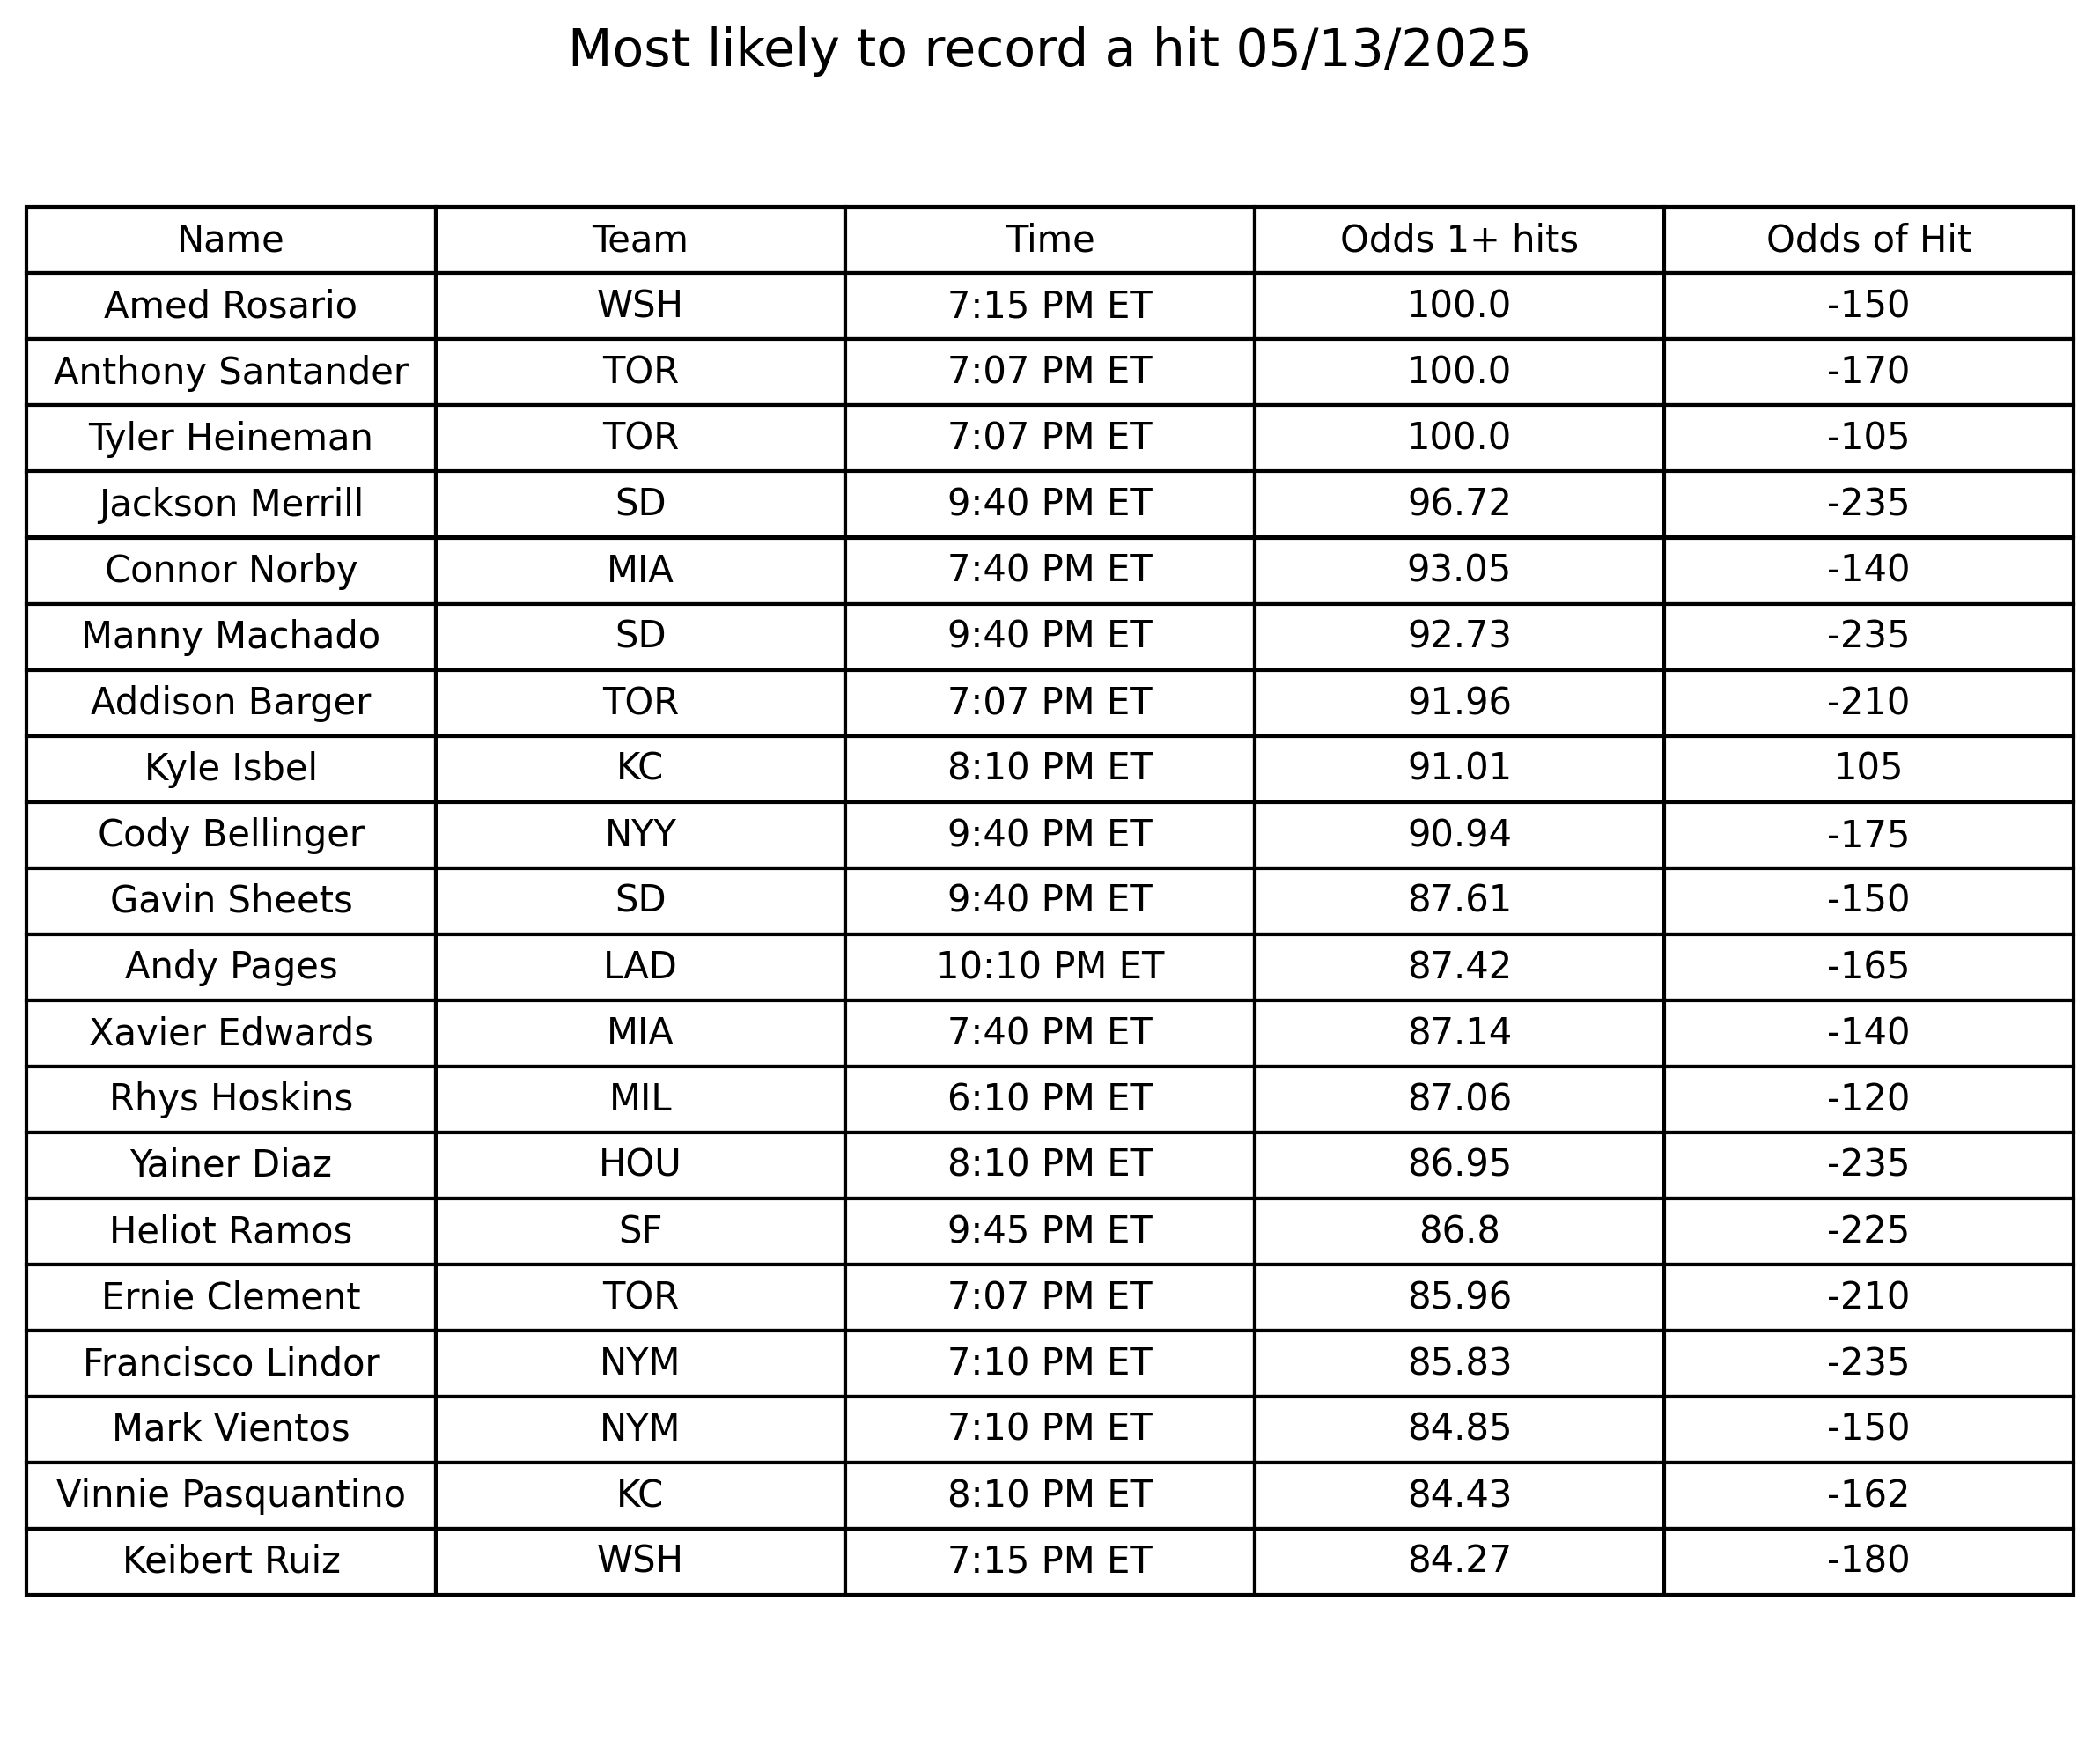 Most likely to record a hit 05/13/2025
Name Team Time Odds 1+ hits Odds of Hit
Amed Rosario WSH 7:15 PM ET 100.0 -150
Anthony Santander TOR 7:07 PM ET 100.0 -170
Tyler Heineman TOR 7:07 PM ET 100.0 -105
Jackson Merrill SD 9:40 PM ET 96.72 -235
Connor Norby MIA 7:40 PM ET 93.05 -140
Manny Machado SD 9:40 PM ET 92.73 -235
Addison Barger TOR 7:07 PM ET 91.96 -210
Kyle Isbel KC 8:10 PM ET 91.01 105
Cody Bellinger NYY 9:40 PM ET 90.94 -175
Gavin Sheets SD 9:40 PM ET 87.61 -150
Andy Pages LAD 10:10 PM ET 87.42 -165
Xavier Edwards MIA 7:40 PM ET 87.14 -140
Rhys Hoskins MIL 6:10 PM ET 87.06 -120
Yainer Diaz HOU 8:10 PM ET 86.95 -235
Heliot Ramos SF 9:45 PM ET 86.8 -225
Ernie Clement TOR 7:07 PM ET 85.96 -210
Francisco Lindor NYM 7:10 PM ET 85.83 -235
Mark Vientos NYM 7:10 PM ET 84.85 -150
Vinnie Pasquantino KC 8:10 PM ET 84.43 -162
Keibert Ruiz WSH 7:15 PM ET 84.27 -180